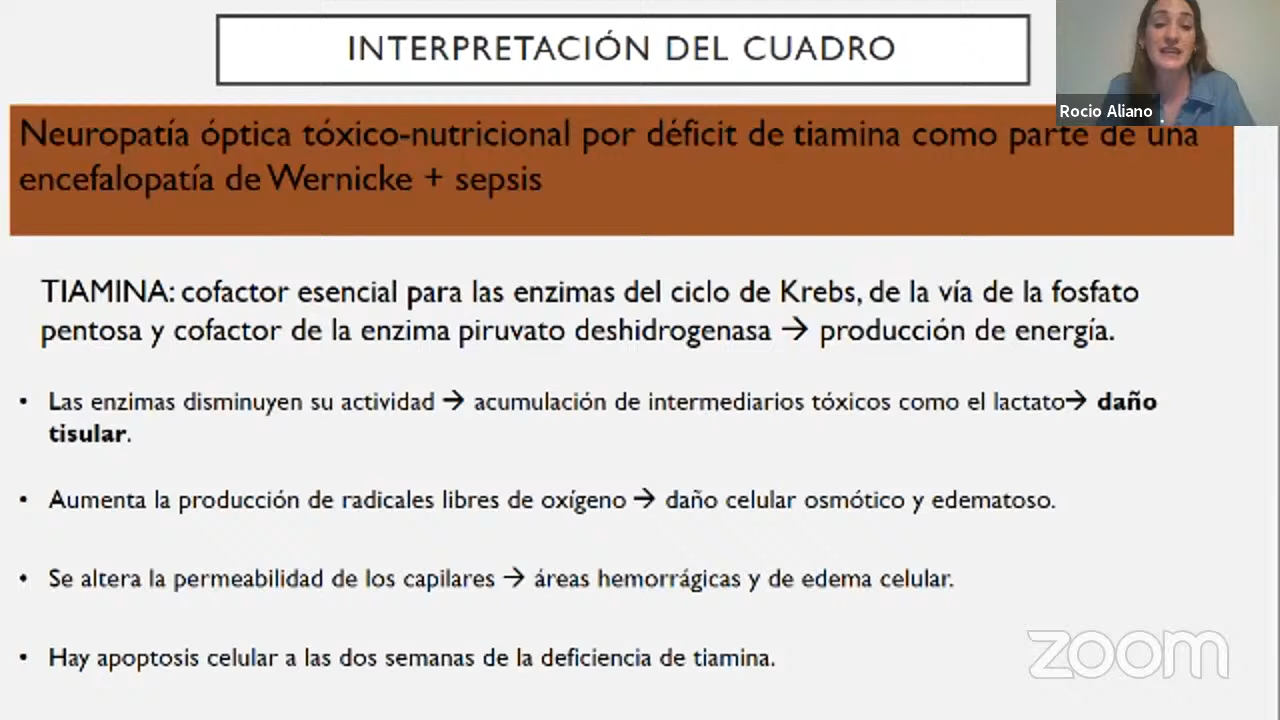 INTERPRETACIÓN DEL CUADRO
Rocio Aliano
Neuropatía óptica tóxico-nutricional por déficit de tiamina como parte de una
encefalopatía de Wernicke + sepsis
TIAMINA: cofactor esencial para las enzimas del ciclo de Krebs, de la vía de la fosfato
pentosa y cofactor de la enzima piruvato deshidrogenasa → producción de energía.
• Las enzimas disminuyen su actividad → acumulación de intermediarios tóxicos como el lactato→ daño
tisular.
• Aumenta la producción de radicales libres de oxígeno → daño celular osmótico y edematoso.
• Se altera la permeabilidad de los capilares → áreas hemorrágicas y de edema celular.
• Hay apoptosis celular a las dos semanas de la deficiencia de tiamina.
zoom